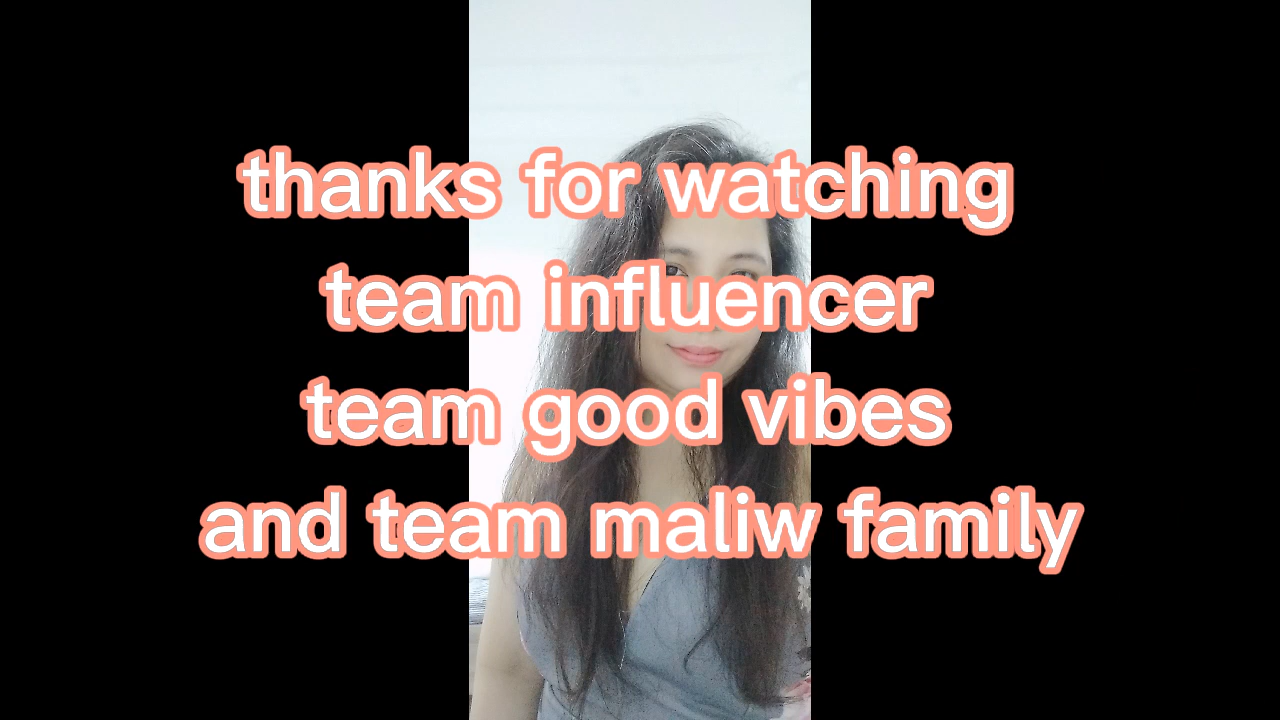 thanks for watching
team influencer
team good vibes
and team maliw family